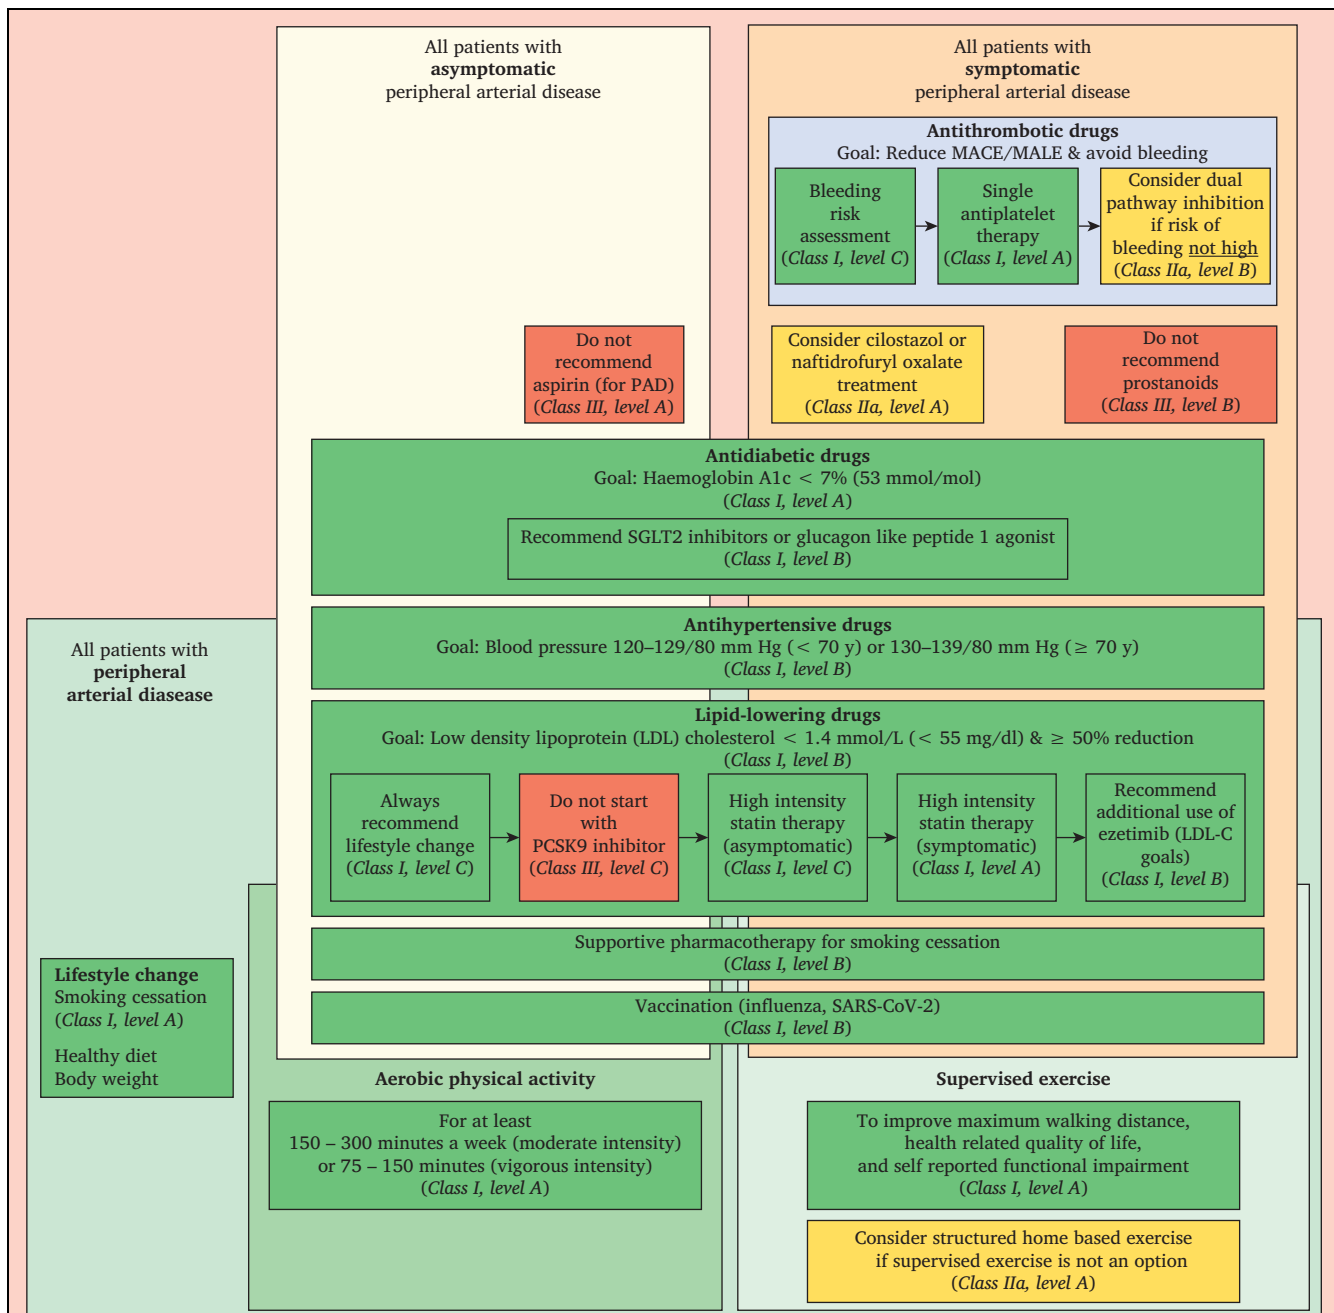 All patients with
asymptomatic
peripheral arterial disease
All patients with
symptomatic
peripheral arterial disease
Antithrombotic drugs
Goal: Reduce MACE/MALE & avoid bleeding
Bleeding
risk
assessment
(Class I, level C)
Single
antiplatelet
therapy
(Class I, level A)
Consider dual
pathway inhibition
if risk of
bleeding not high
(Class IIa, level B)
Do not
recommend
aspirin (for PAD)
(Class III, level A)
Consider cilostazol or
naftidrofuryl oxalate
treatment
(Class IIa, level A)
Do not
recommend
prostanoids
(Class III, level B)
Antidiabetic drugs
Goal: Haemoglobin A1c < 7% (53 mmol/mol)
(Class I, level A)
Recommend SGLT2 inhibitors or glucagon like peptide 1 agonist
(Class I, level B)
Antihypertensive drugs
Goal: Blood pressure 120–129/80 mm Hg (< 70 y) or 130–139/80 mm Hg (≥ 70 y)
(Class I, level B)
All patients with
peripheral
arterial diasease
Lipid-lowering drugs
Goal: Low density lipoprotein (LDL) cholesterol < 1.4 mmol/L (< 55 mg/dl) & ≥ 50% reduction
(Class I, level B)
Always
recommend
lifestyle change
(Class I, level C)
Do not start
with
PCSK9 inhibitor
(Class III, level C)
High intensity
statin therapy
(asymptomatic)
(Class I, level C)
High intensity
statin therapy
(symptomatic)
(Class I, level A)
Recommend
additional use of
ezetimib (LDL-C
goals)
(Class I, level B)
Supportive pharmacotherapy for smoking cessation
(Class I, level B)
Vaccination (influenza, SARS-CoV-2)
(Class I, level B)
Lifestyle change
Smoking cessation
(Class I, level A)
Healthy diet
Body weight
Aerobic physical activity
For at least
150 – 300 minutes a week (moderate intensity)
or 75 – 150 minutes (vigorous intensity)
(Class I, level A)
Supervised exercise
To improve maximum walking distance,
health related quality of life,
and self reported functional impairment
(Class I, level A)
Consider structured home based exercise
if supervised exercise is not an option
(Class IIa, level A)